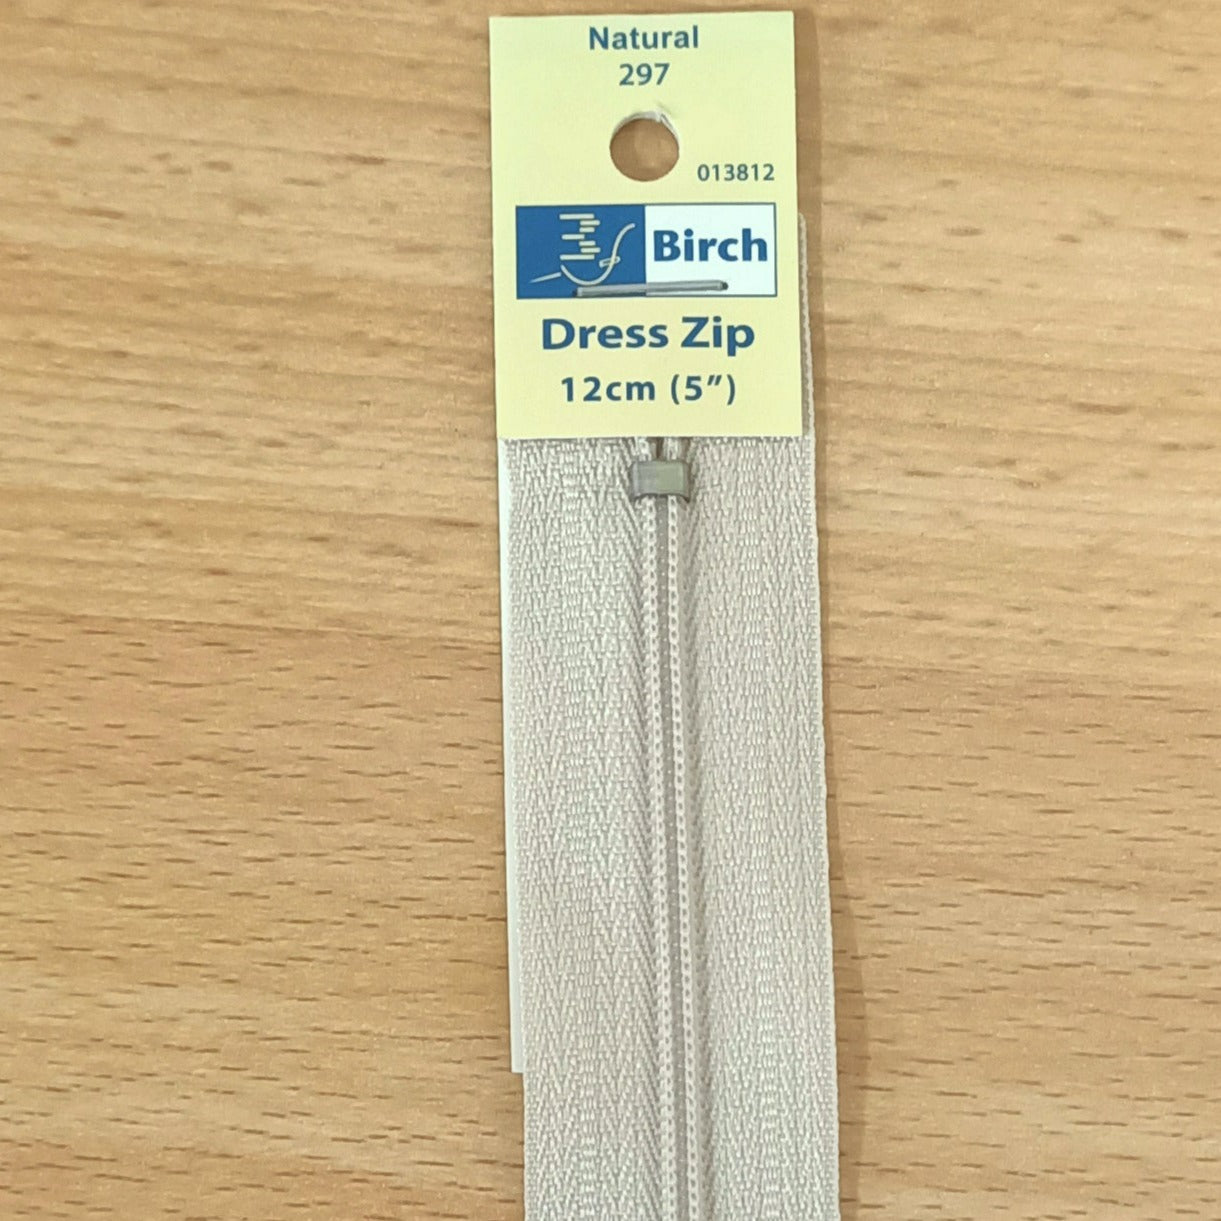 Natural
297
013812
Birch
Dress Zip
12cm (5″)